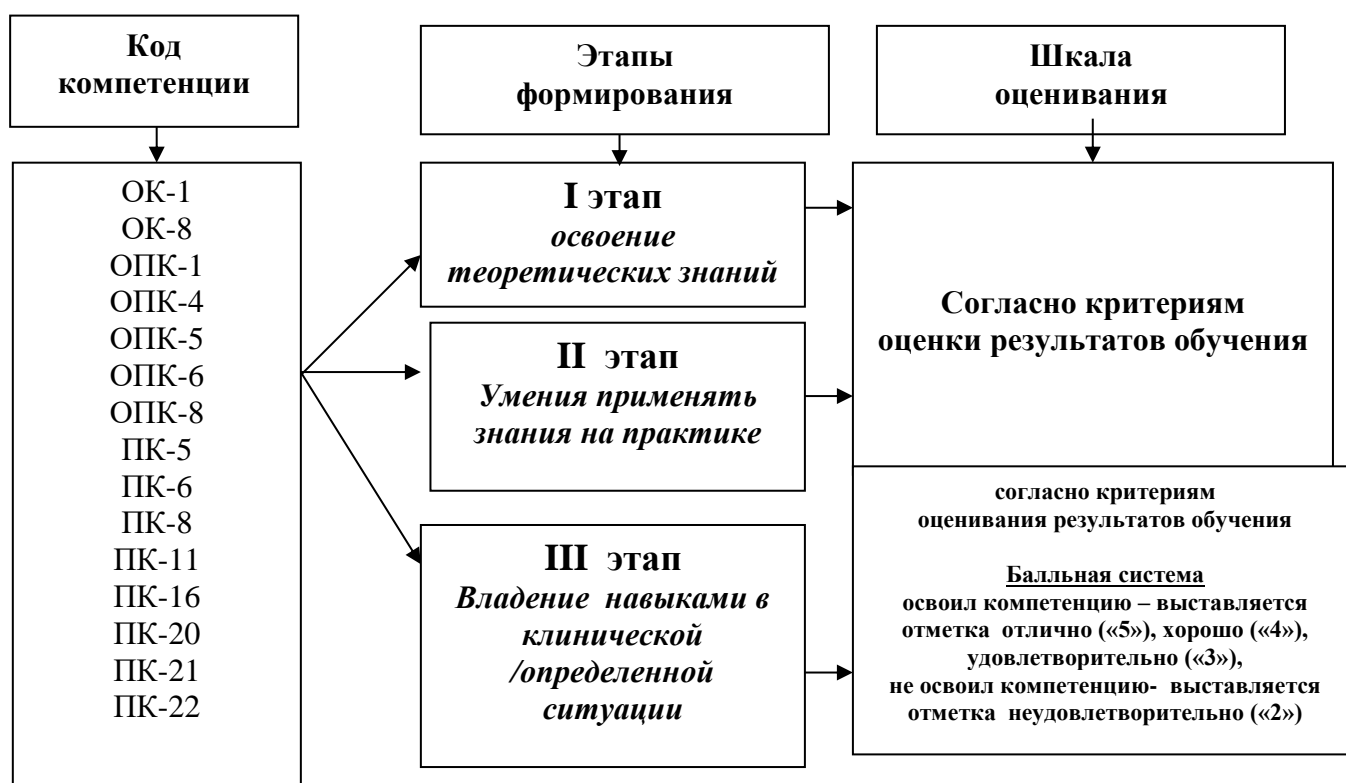 Код
компетенции
Этапы
формирования
Шкала
оценивания
ОК-1
ОК-8
ОПК-1
ОПК-4
ОПК-5
ОПК-6
ОПК-8
ПК-5
ПК-6
ПК-8
ПК-11
ПК-16
ПК-20
ПК-21
ПК-22
I этап
освоение
теоретических знаний
II этап
Умения применять
знания на практике
III этап
Владение навыками в
клинической
/определенной
ситуации
Согласно критериям
оценки результатов обучения
согласно критериям
оценивания результатов обучения
Балльная система
освоил компетенцию – выставляется
отметка отлично («5»), хорошо («4»),
удовлетворительно («3»),
не освоил компетенцию- выставляется
отметка неудовлетворительно («2»)